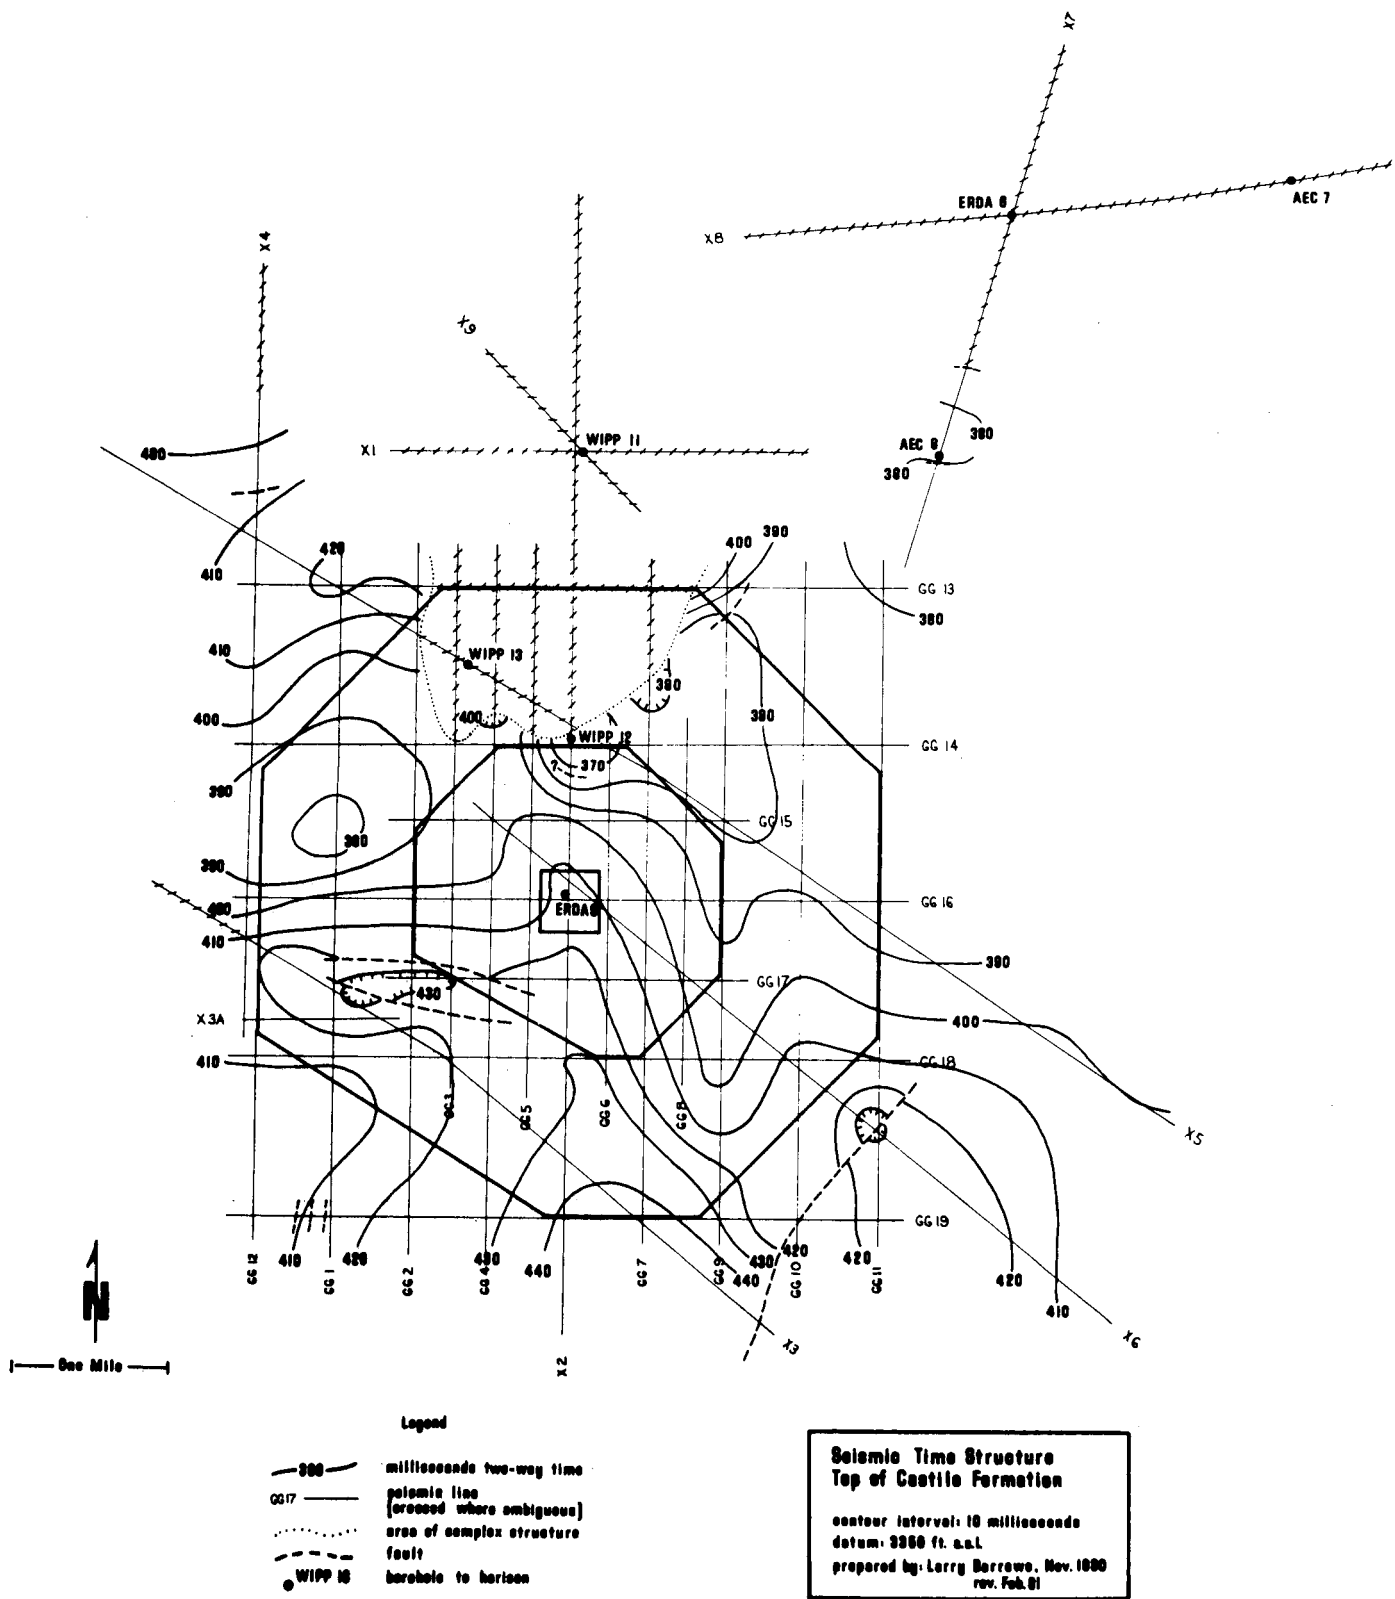 X7
ERDA 6
AEC 7
X8
X4
X9
380
AEC 8
380
WIPP 11
X1
400
390
400
420
410
GG 13
380
410
WIPP 13
380
380
400
400
WIPP 12
GG 14
370
?
390
GG 15
380
390
400
GG 16
ERDA 9
410
390
GG 17
430
X3A
400
410
GG 18
GG 3
GG 5
GG 6
GG 8
X5
GG 19
410
420
430
440
420
430
440
420
420
410
GG 12
GG 1
GG 2
GG 4
GG 7
GG 9
GG 10
GG 11
N
One Mile
X2
X3
X6
Legend
390 milliseconds two-way time
GG17 seismic line
(crossed where ambiguous)
area of complex structure
fault
WIPP 16 borehole to horizon
Seismic Time Structure
Top of Castile Formation
contour interval: 10 milliseconds
datum: 3350 ft. a.s.l.
prepared by: Larry Barrows, Nov. 1980
rev. Feb. 81